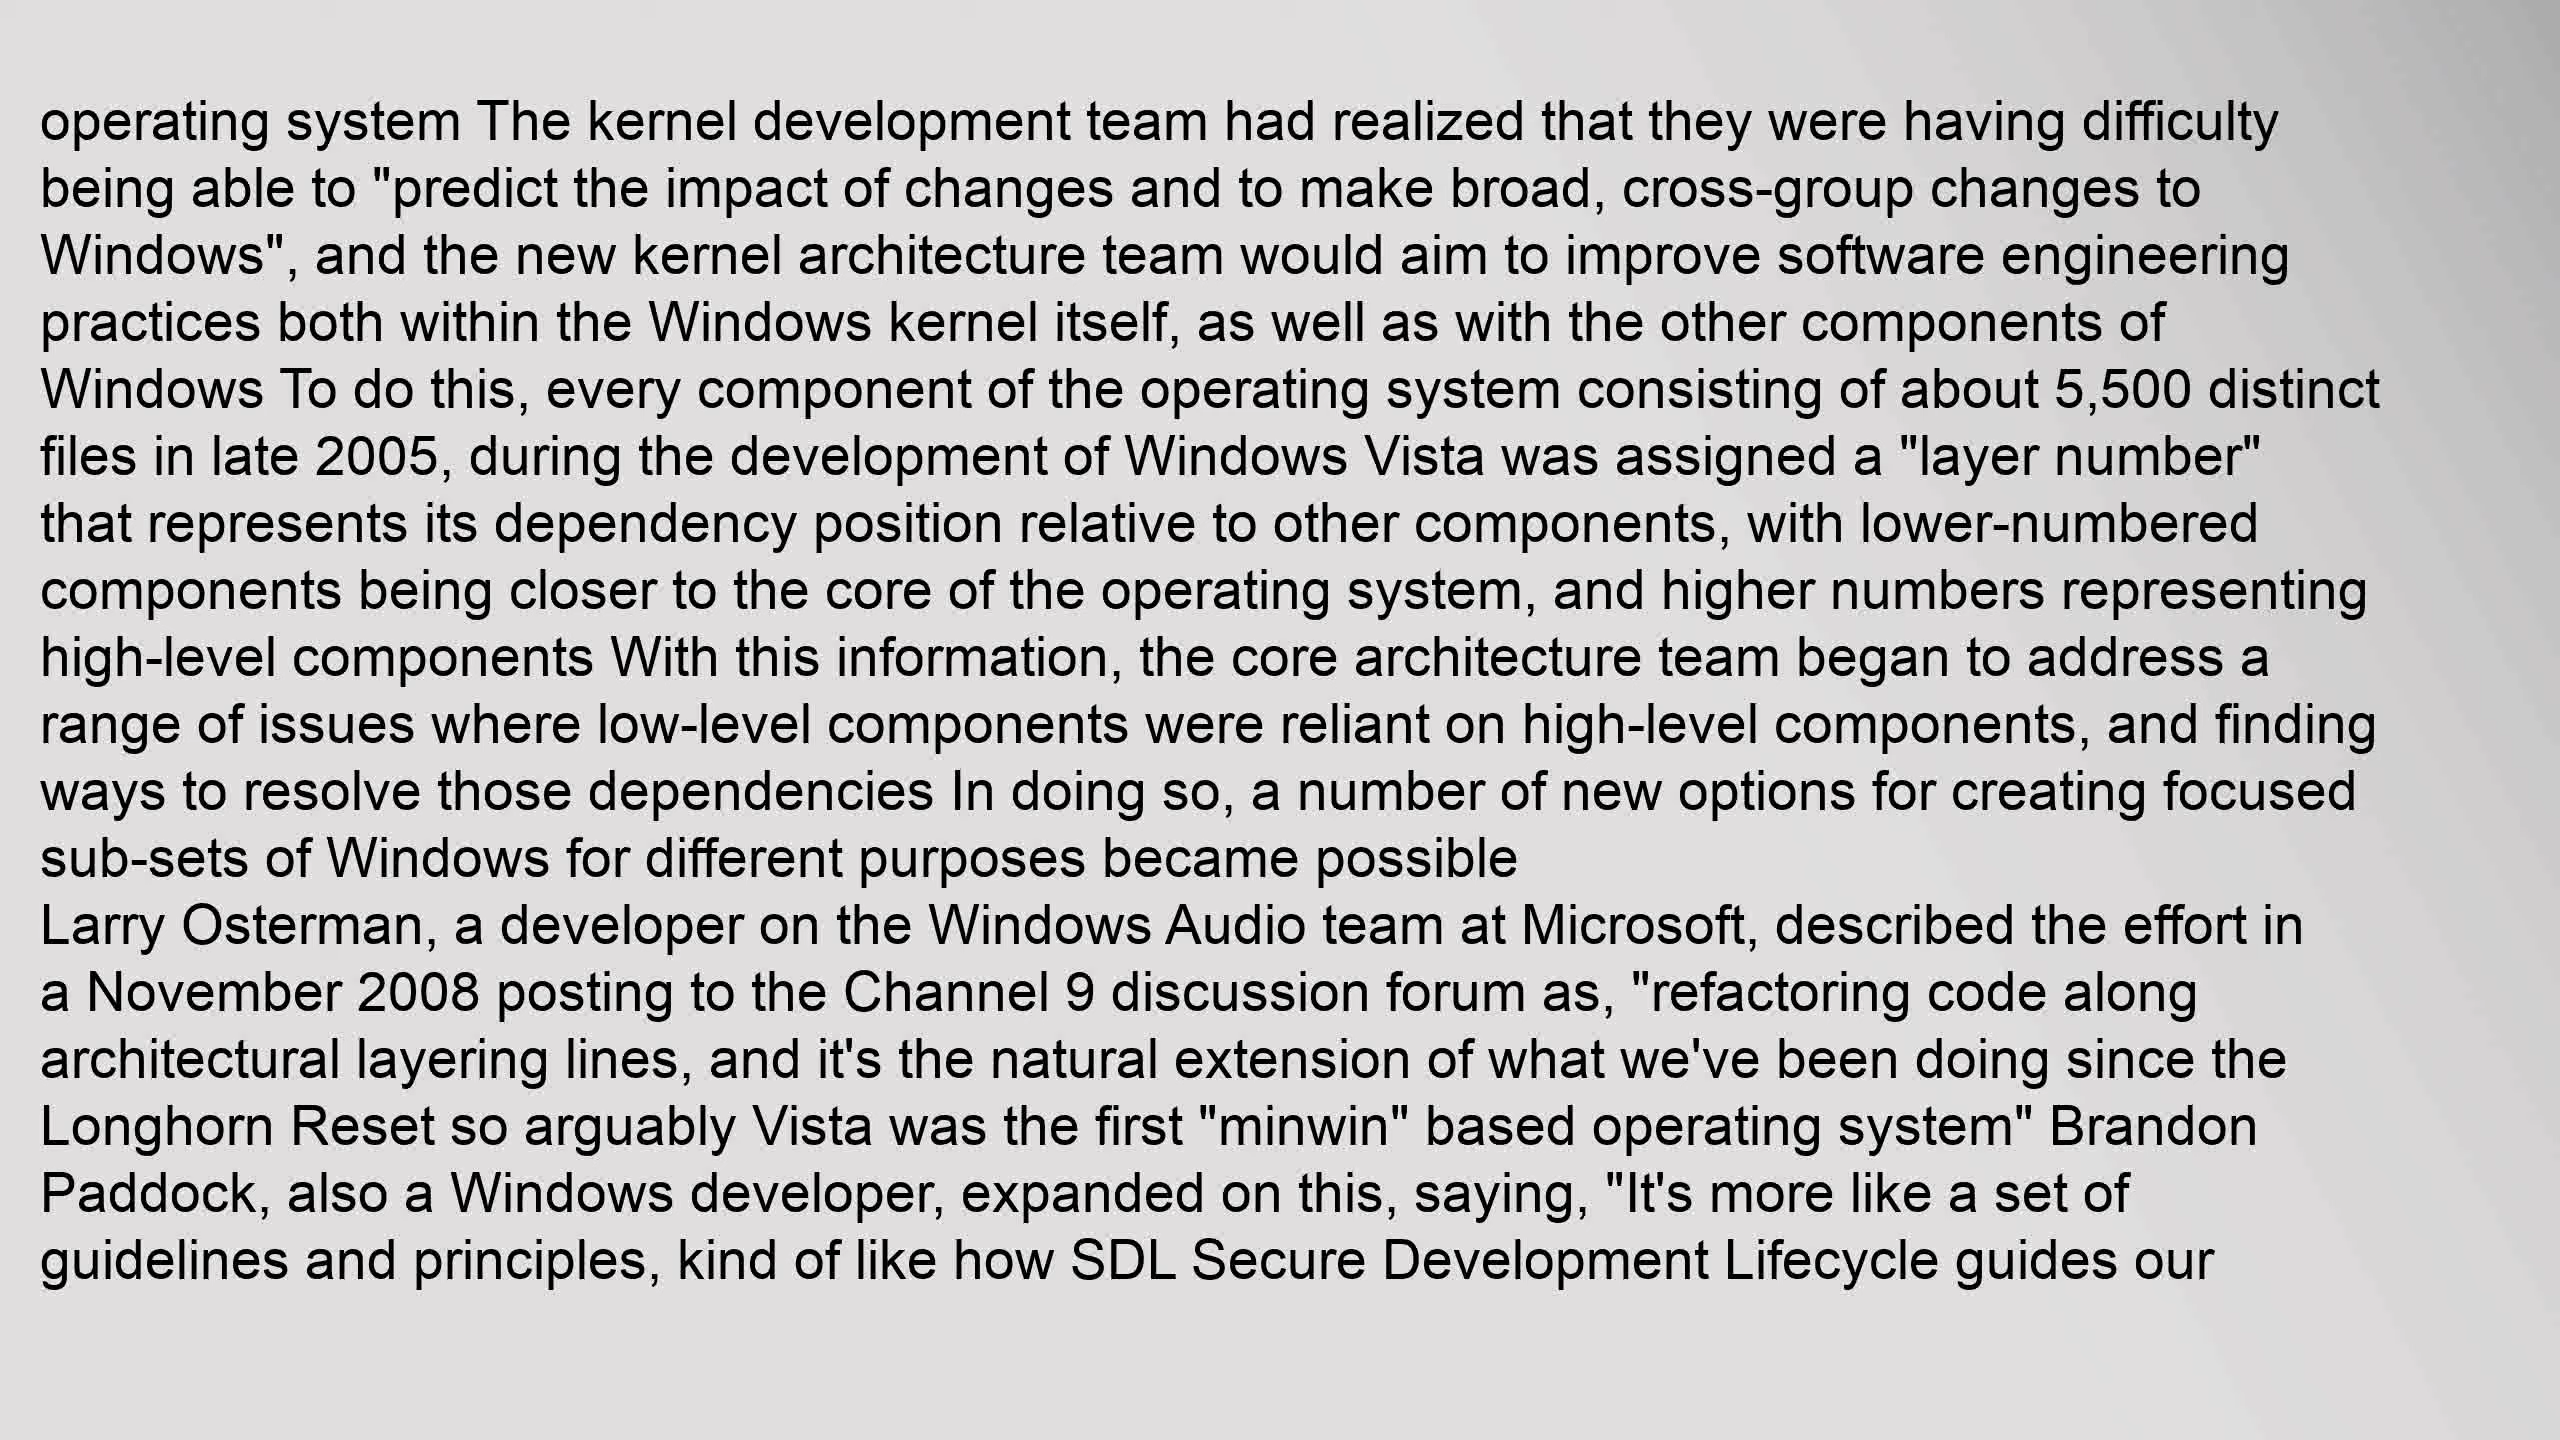 operating system The kernel development team had realized that they were having difficulty
being able to "predict the impact of changes and to make broad, cross-group changes to
Windows", and the new kernel architecture team would aim to improve software engineering
practices both within the Windows kernel itself, as well as with the other components of
Windows To do this, every component of the operating system consisting of about 5,500 distinct
files in late 2005, during the development of Windows Vista was assigned a "layer number"
that represents its dependency position relative to other components, with lower-numbered
components being closer to the core of the operating system, and higher numbers representing
high-level components With this information, the core architecture team began to address a
range of issues where low-level components were reliant on high-level components, and finding
ways to resolve those dependencies In doing so, a number of new options for creating focused
sub-sets of Windows for different purposes became possible
Larry Osterman, a developer on the Windows Audio team at Microsoft, described the effort in
a November 2008 posting to the Channel 9 discussion forum as, "refactoring code along
architectural layering lines, and it's the natural extension of what we've been doing since the
Longhorn Reset so arguably Vista was the first "minwin" based operating system" Brandon
Paddock, also a Windows developer, expanded on this, saying, "It's more like a set of
guidelines and principles, kind of like how SDL Secure Development Lifecycle guides our